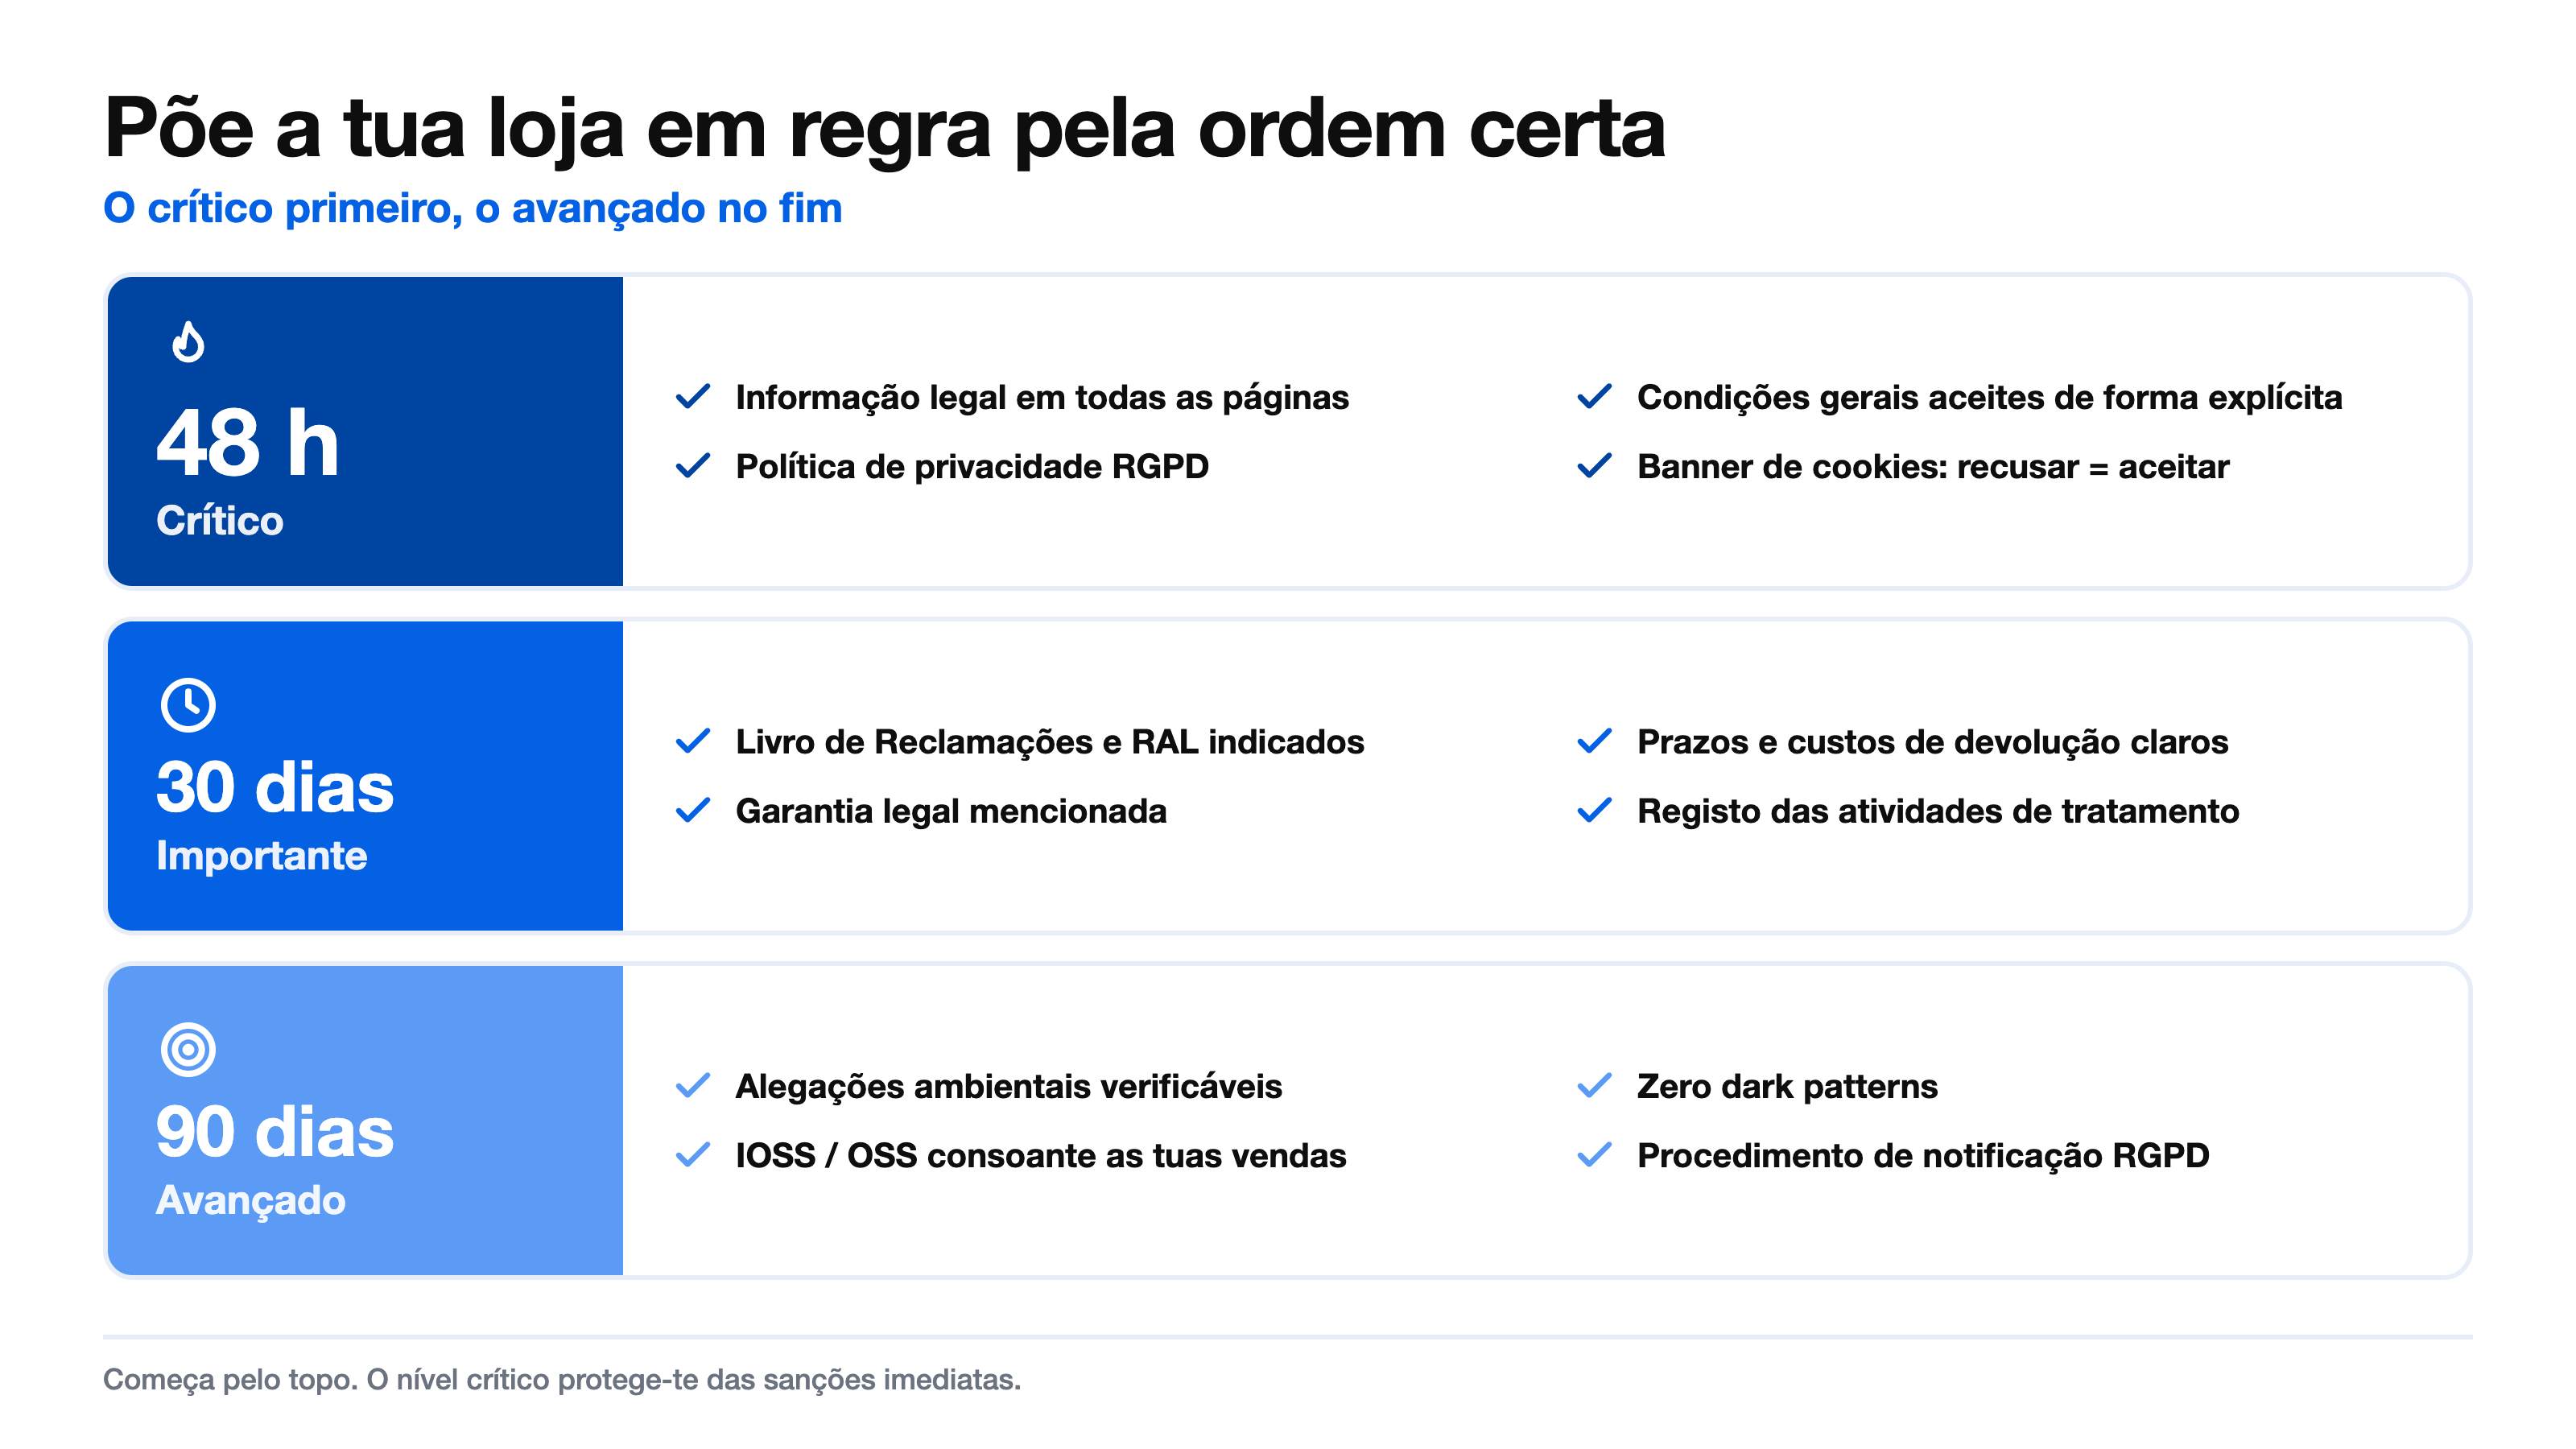 Põe a tua loja em regra pela ordem certa
O crítico primeiro, o avançado no fim
48 h
Crítico
Informação legal em todas as páginas
Condições gerais aceites de forma explícita
Política de privacidade RGPD
Banner de cookies: recusar = aceitar
30 dias
Importante
Livro de Reclamações e RAL indicados
Prazos e custos de devolução claros
Garantia legal mencionada
Registo das atividades de tratamento
90 dias
Avançado
Alegações ambientais verificáveis
Zero dark patterns
IOSS / OSS consoante as tuas vendas
Procedimento de notificação RGPD
Começa pelo topo. O nível crítico protege-te das sanções imediatas.